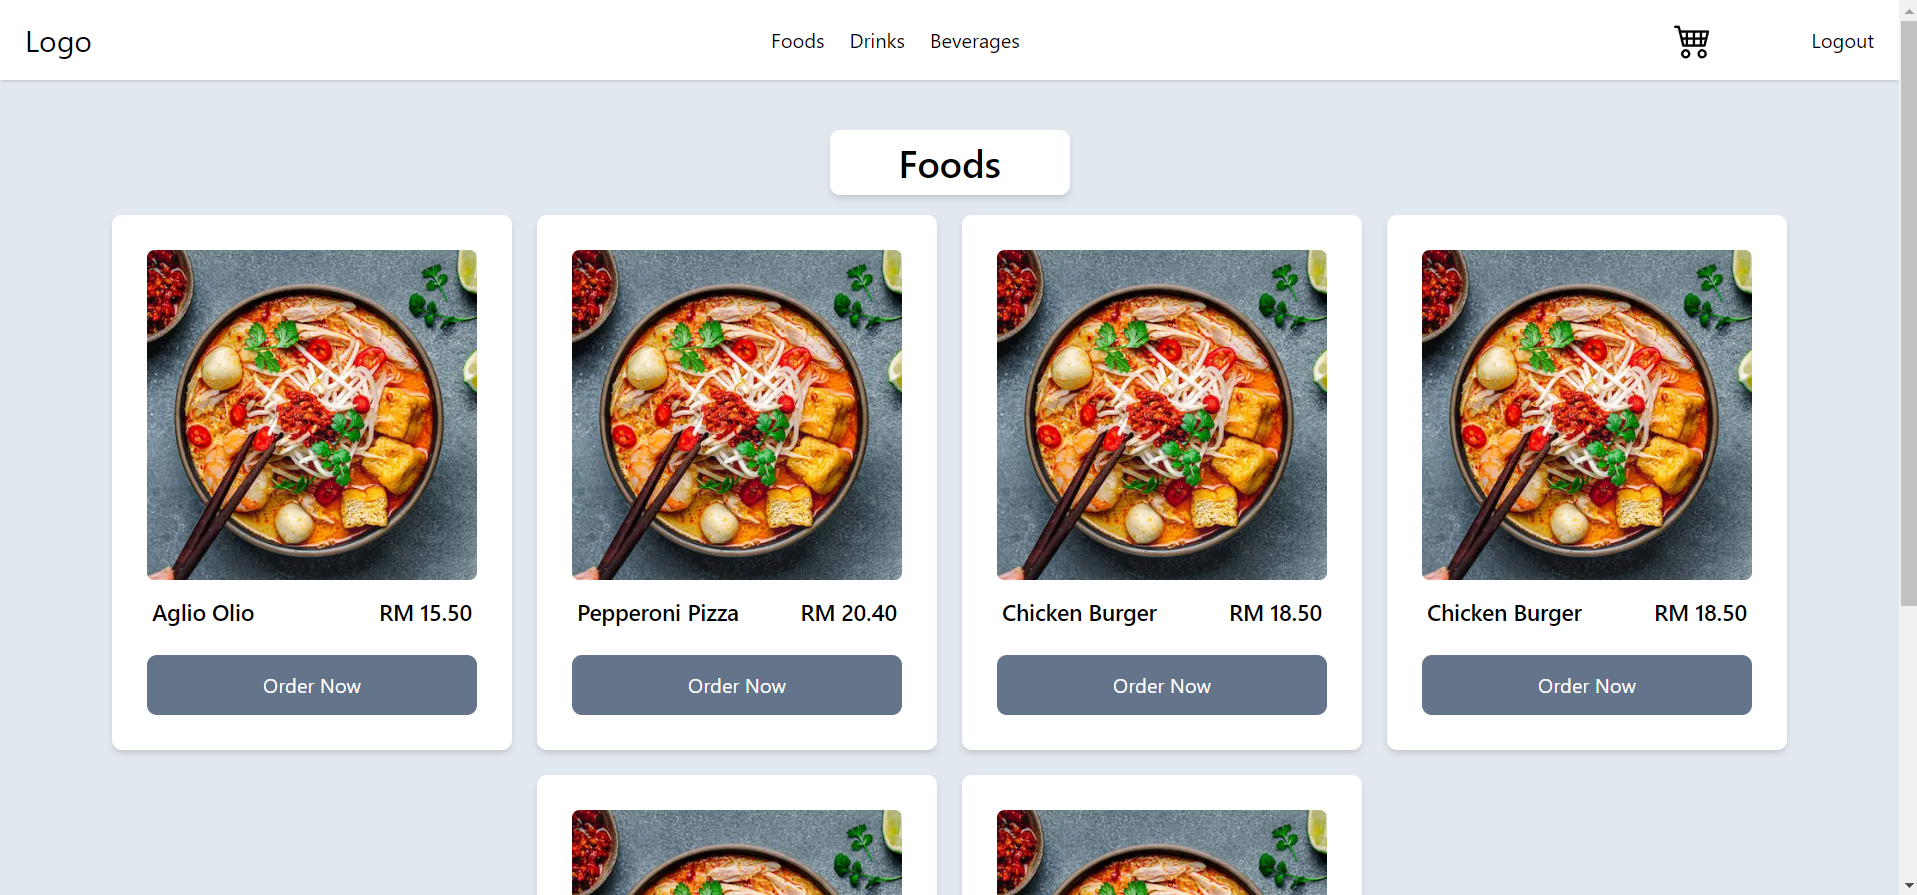 Logo
Foods Drinks Beverages
Logout
Foods
Aglio Olio RM 15.50
Order Now
Pepperoni Pizza RM 20.40
Order Now
Chicken Burger RM 18.50
Order Now
Chicken Burger RM 18.50
Order Now